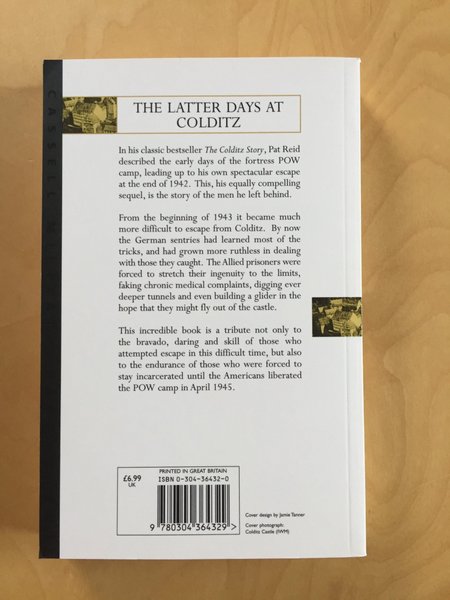 CASSELL
THE LATTER DAYS AT
COLDITZ
In his classic bestseller The Colditz Story, Pat Reid
described the early days of the fortress POW
camp, leading up to his own spectacular escape
at the end of 1942. This, his equally compelling
sequel, is the story of the men he left behind.
From the beginning of 1943 it became much
more difficult to escape from Colditz. By now
the German sentries had learned most of the
tricks, and had grown more ruthless in dealing
with those they caught. The Allied prisoners were
forced to stretch their ingenuity to the limits,
faking chronic medical complaints, digging ever
deeper tunnels and even building a glider in the
hope that they might fly out of the castle.
This incredible book is a tribute not only to
the bravado, daring and skill of those who
attempted escape in this difficult time, but also
to the endurance of those who were forced to
stay incarcerated until the Americans liberated
the POW camp in April 1945.
£6.99
UK
PRINTED IN GREAT BRITAIN
ISBN 0-304-36432-0
9 780304 364329 >
Cover design by Jamie Tanner
Cover photograph:
Colditz Castle (IWM)